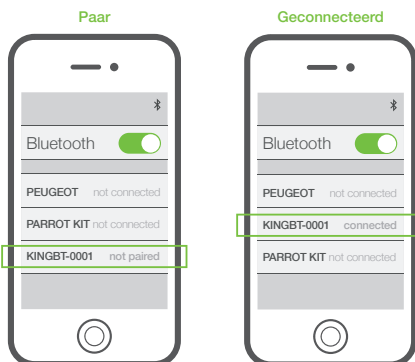 Paar
Bluetooth
PEUGEOT not connected
PARROT KIT not connected
KINGBT-0001 not paired
Geconnecteerd
Bluetooth
PEUGEOT not connected
KINGBT-0001 connected
PARROT KIT not connected